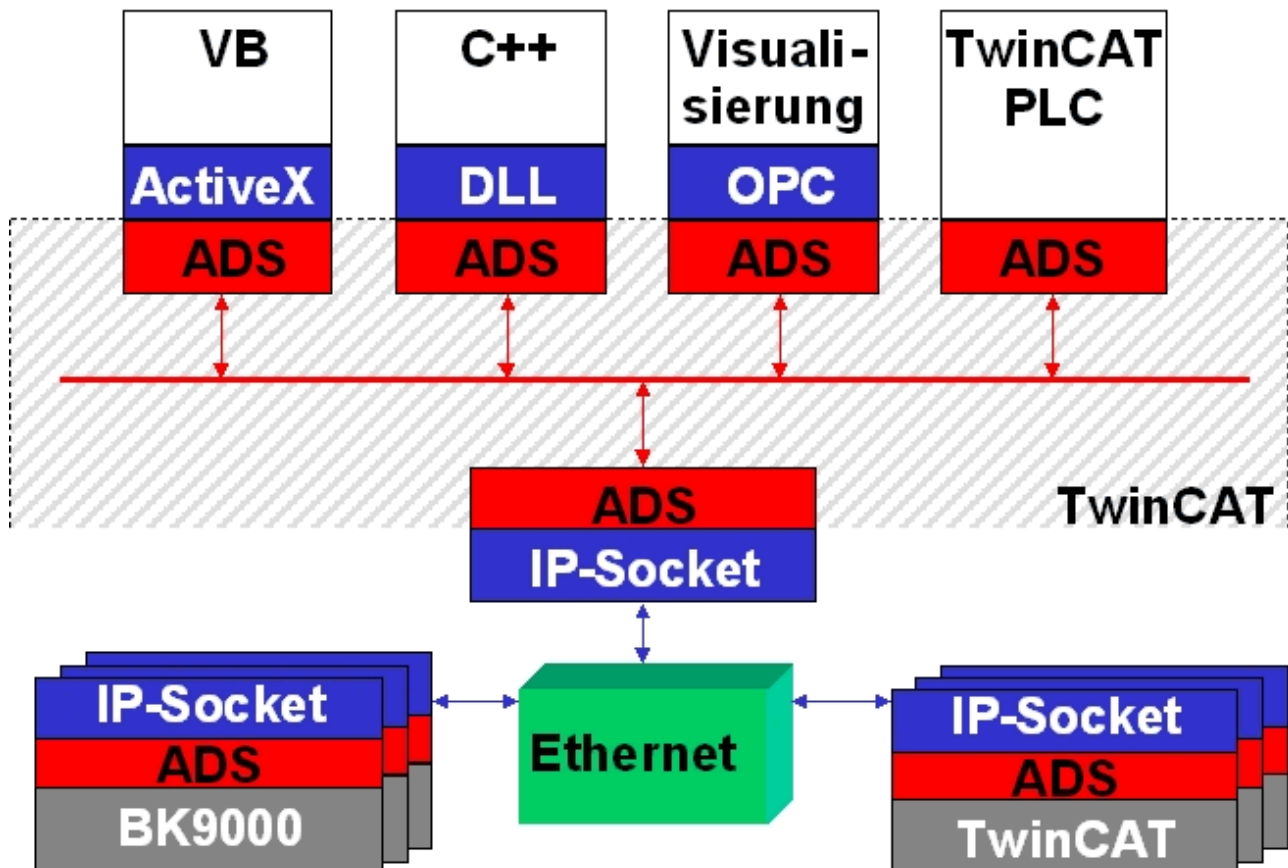 VB
C++
Visuali-
sierung
TwinCAT
PLC
ActiveX
DLL
OPC
ADS
ADS
ADS
ADS
ADS
TwinCAT
IP-Socket
IP-Socket
ADS
BK9000
Ethernet
IP-Socket
ADS
TwinCAT